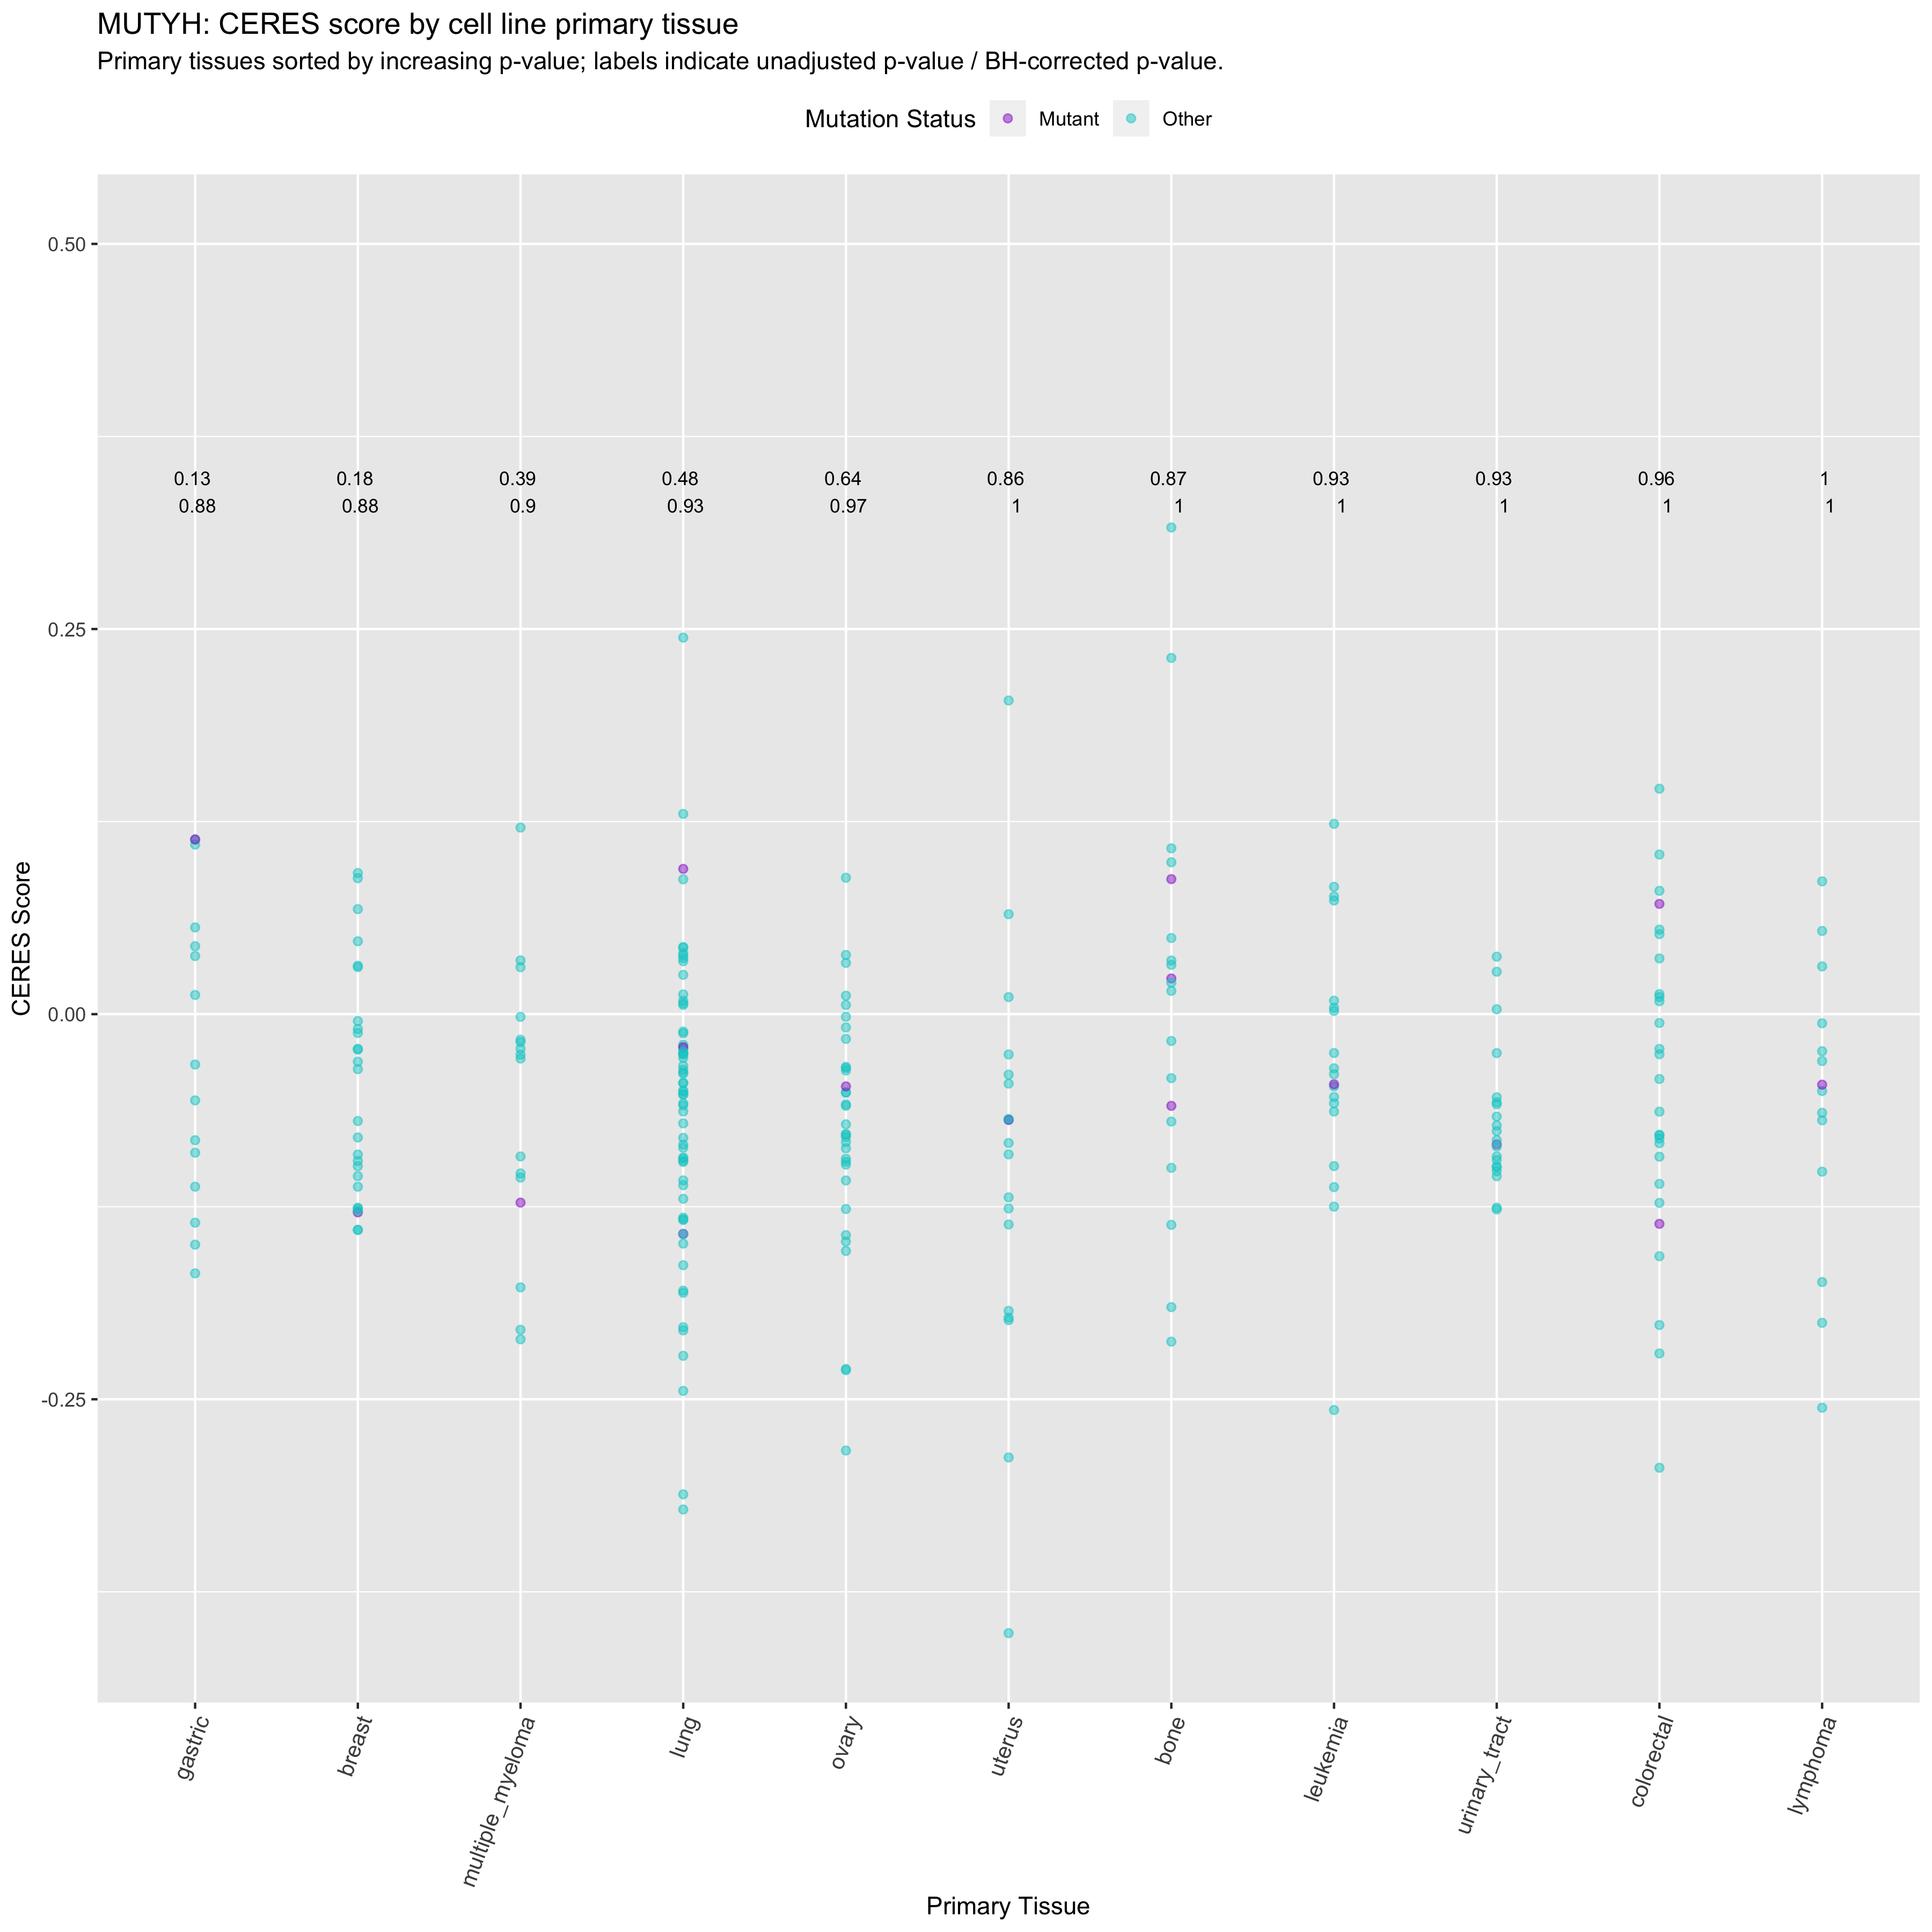 MUTYH: CERES score by cell line primary tissue
Primary tissues sorted by increasing p-value; labels indicate unadjusted p-value / BH-corrected p-value.
Mutation Status Mutant Other
0.50
0.13 0.18 0.39 0.48 0.64 0.86 0.87 0.93 0.93 0.96 1
0.88 0.88 0.9 0.93 0.97 1 1 1 1 1 1
0.25
0.00
-0.25
CERES Score
gastric
breast
multiple_myeloma
lung
ovary
uterus
bone
leukemia
urinary_tract
colorectal
lymphoma
Primary Tissue